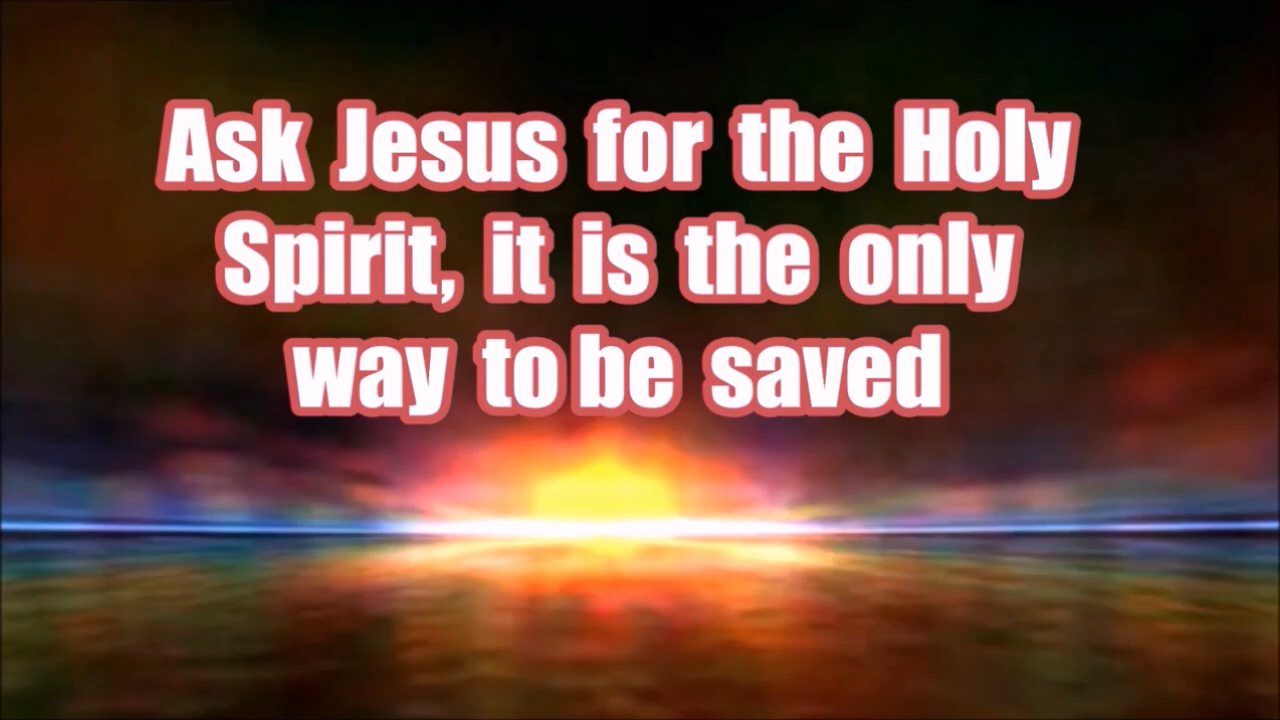 Ask Jesus for the Holy
Spirit, it is the only
way to be saved